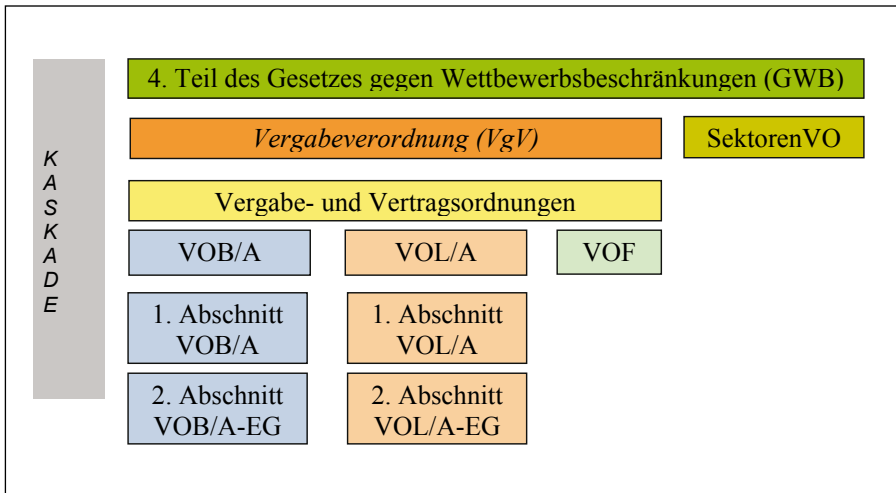 KASKADE
4. Teil des Gesetzes gegen Wettbewerbsbeschränkungen (GWB)
Vergabeverordnung (VgV)
SektorenVO
Vergabe- und Vertragsordnungen
VOB/A
VOL/A
VOF
1. Abschnitt
VOB/A
1. Abschnitt
VOL/A
2. Abschnitt
VOB/A-EG
2. Abschnitt
VOL/A-EG